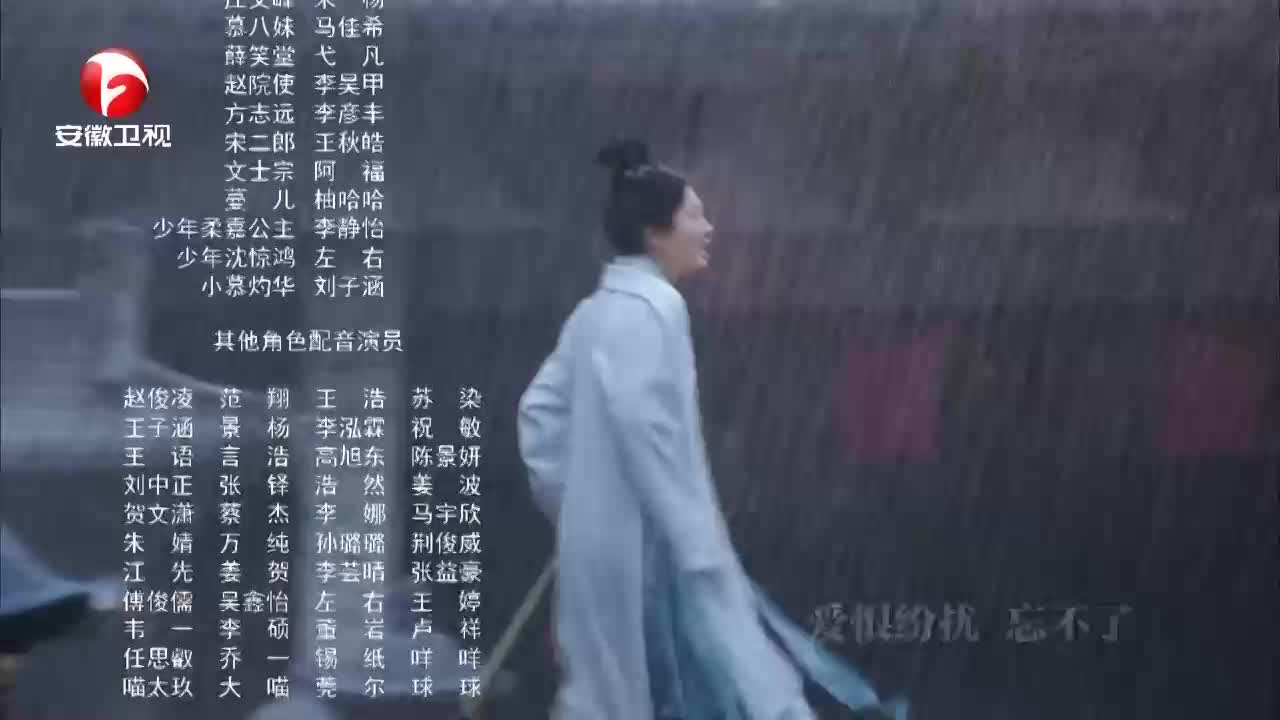 慕八妹 马佳希
薛笑堂 弋凡
赵院使 李昊甲
方志远 李彦丰
安徽卫视
宋二郎 王秋皓
文士宗 阿福
蔓儿 柚哈哈
少年柔嘉公主 李静怡
少年沈惊鸿 左右
小慕灼华 刘子涵
其他角色配音演员
赵俊凌 范翔 王浩 苏染
王子涵 景杨 李泓霖 祝敏
王语 言浩 高旭东 陈景妍
刘中正 张铎 浩然 姜波
贺文潇 蔡杰 李娜 马宇欣
朱婧 万纯 孙璐璐 荆俊威
江先 姜贺 李芸晴 张益豪
傅俊儒 吴鑫怡 左右 王婷
韦一 李硕 董岩 卢祥
爱恨纷扰 忘不了
任思叡 乔一 锡纸 咩咩
喵太玖 大喵 莞尔 球球